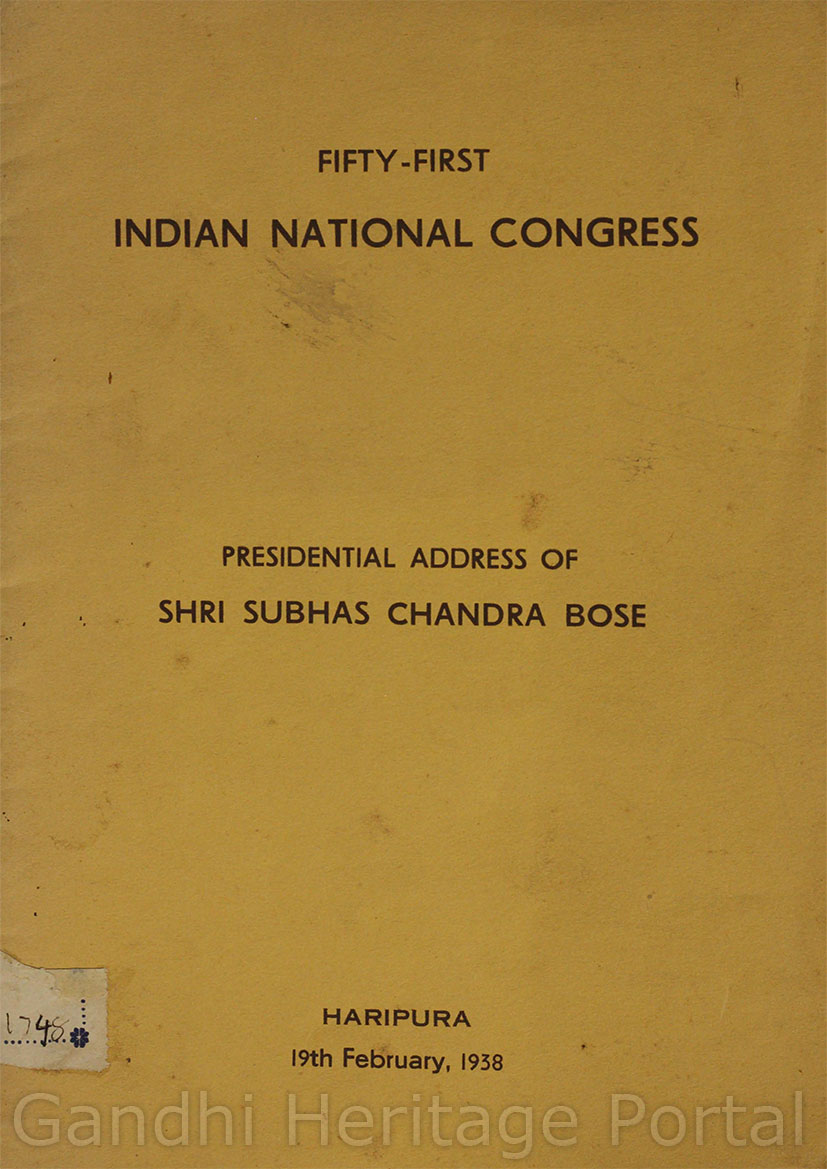 FIFTY-FIRST
INDIAN NATIONAL CONGRESS
PRESIDENTIAL ADDRESS OF
SHRI SUBHAS CHANDRA BOSE
1748
HARIPURA
19th February, 1938
Gandhi Heritage Portal